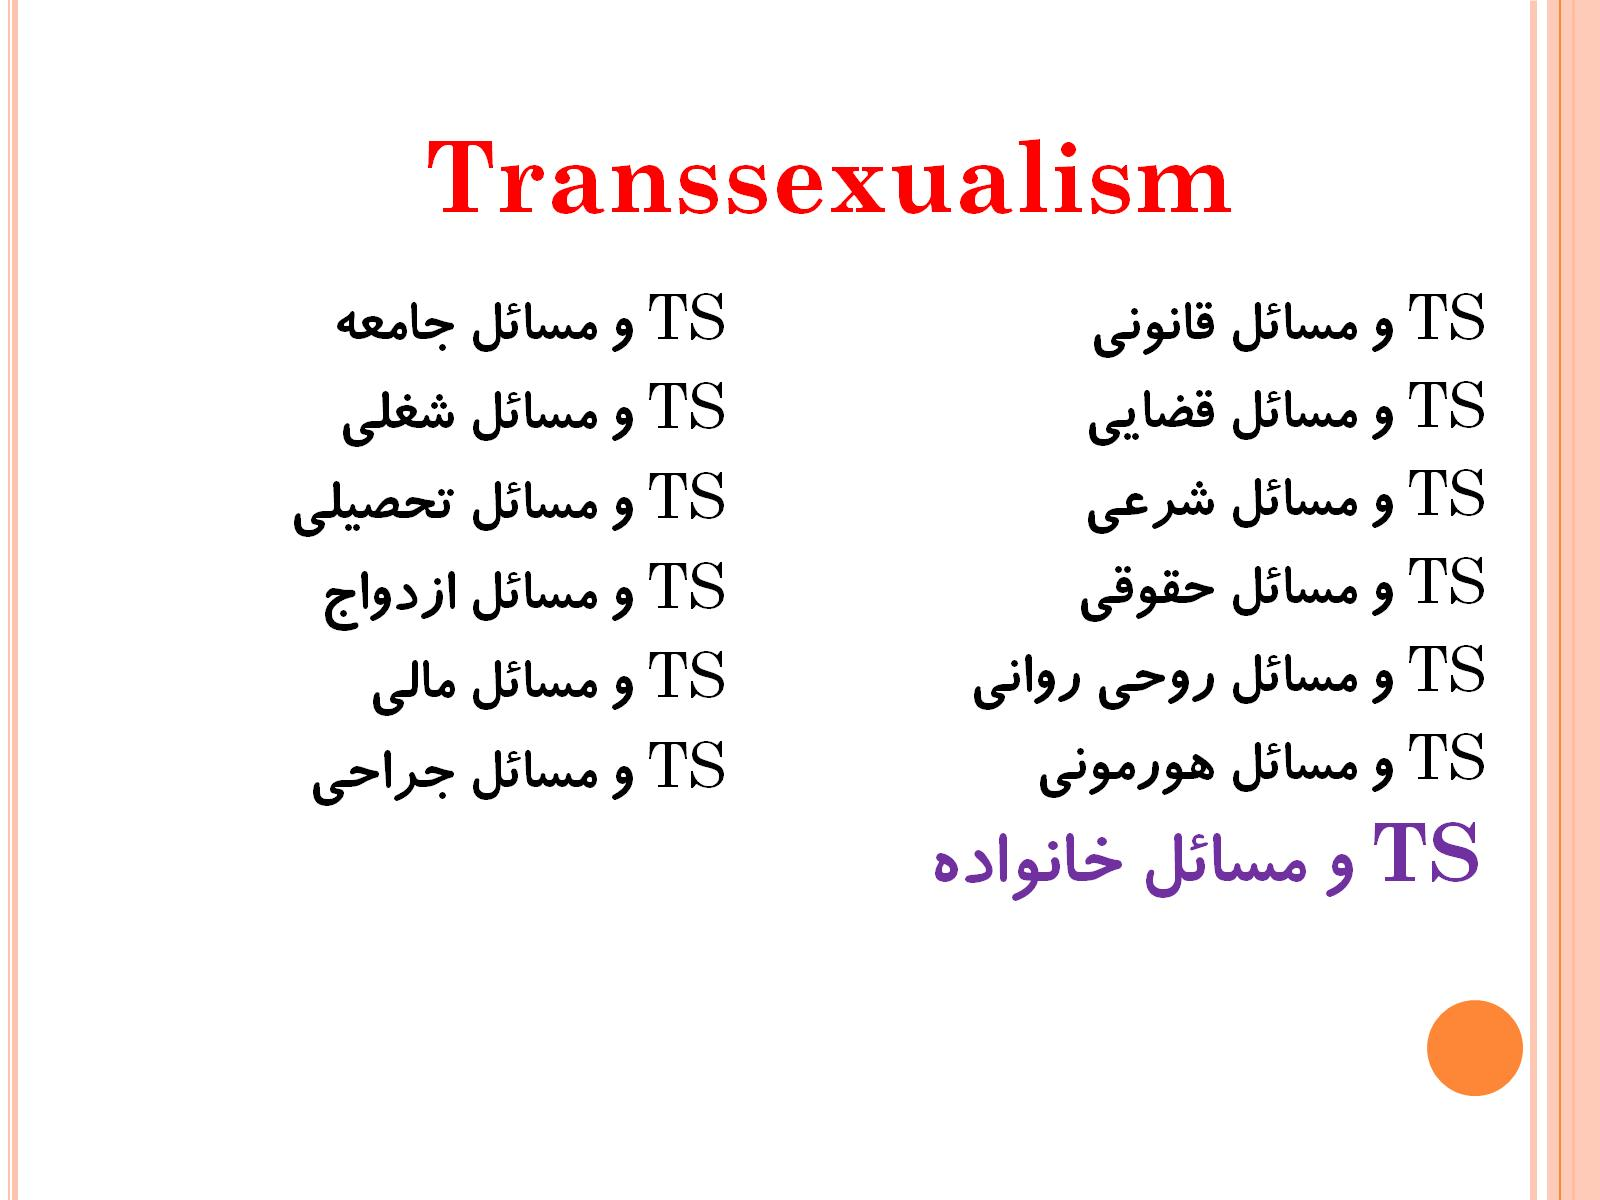 Transsexualism
TS و مسائل قانونی
TS و مسائل قضایی
TS و مسائل شرعی
TS و مسائل حقوقی
TS و مسائل روحی روانی
TS و مسائل هورمونی
TS و مسائل خانواده
TS و مسائل جامعه
TS و مسائل شغلی
TS و مسائل تحصیلی
TS و مسائل ازدواج
TS و مسائل مالی
TS و مسائل جراحی